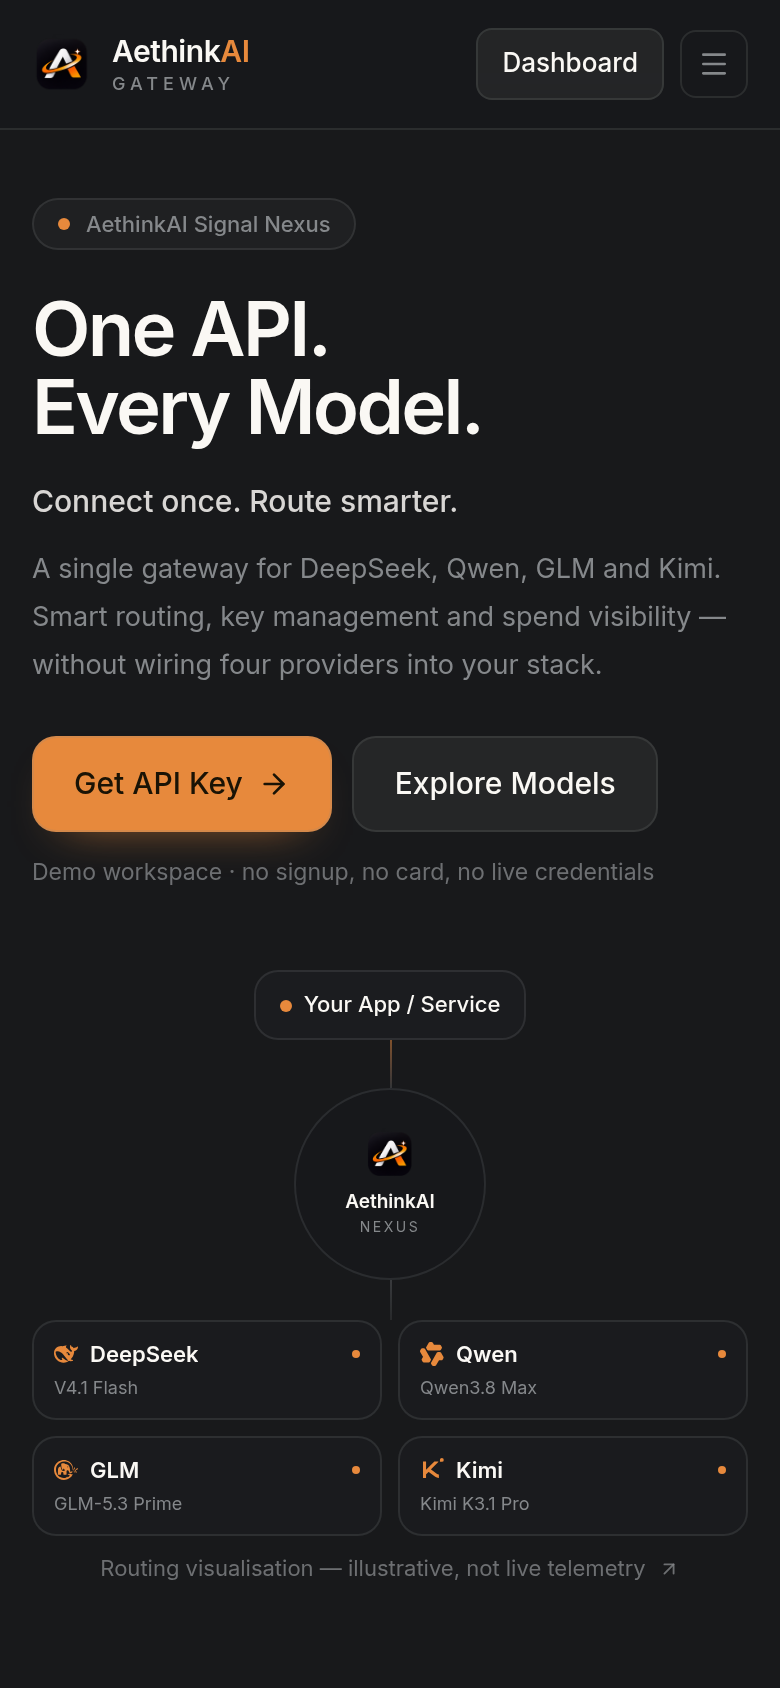 AethinkAI
GATEWAY
Dashboard
AethinkAI Signal Nexus
One API.
Every Model.
Connect once. Route smarter.
A single gateway for DeepSeek, Qwen, GLM and Kimi.
Smart routing, key management and spend visibility —
without wiring four providers into your stack.
Get API Key →
Explore Models
Demo workspace · no signup, no card, no live credentials
Your App / Service
AethinkAI
NEXUS
DeepSeek
V4.1 Flash
Qwen
Qwen3.8 Max
GLM
GLM-5.3 Prime
Kimi
Kimi K3.1 Pro
Routing visualisation — illustrative, not live telemetry ↗